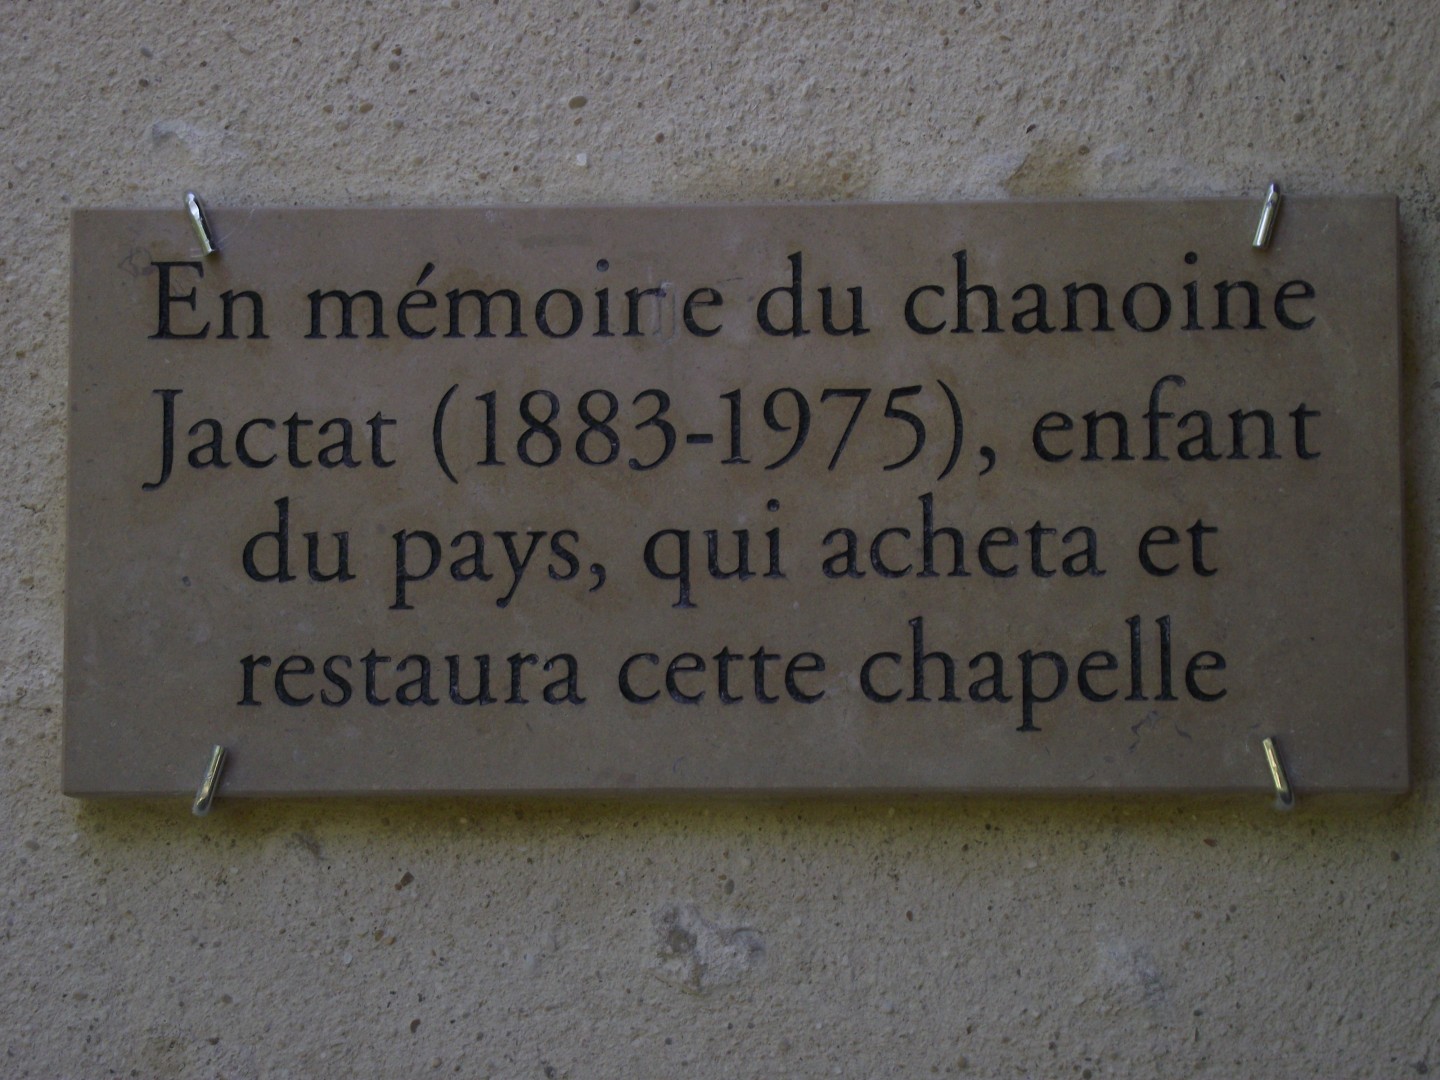 En mémoire du chanoine
Jactat (1883-1975), enfant
du pays, qui acheta et
restaura cette chapelle